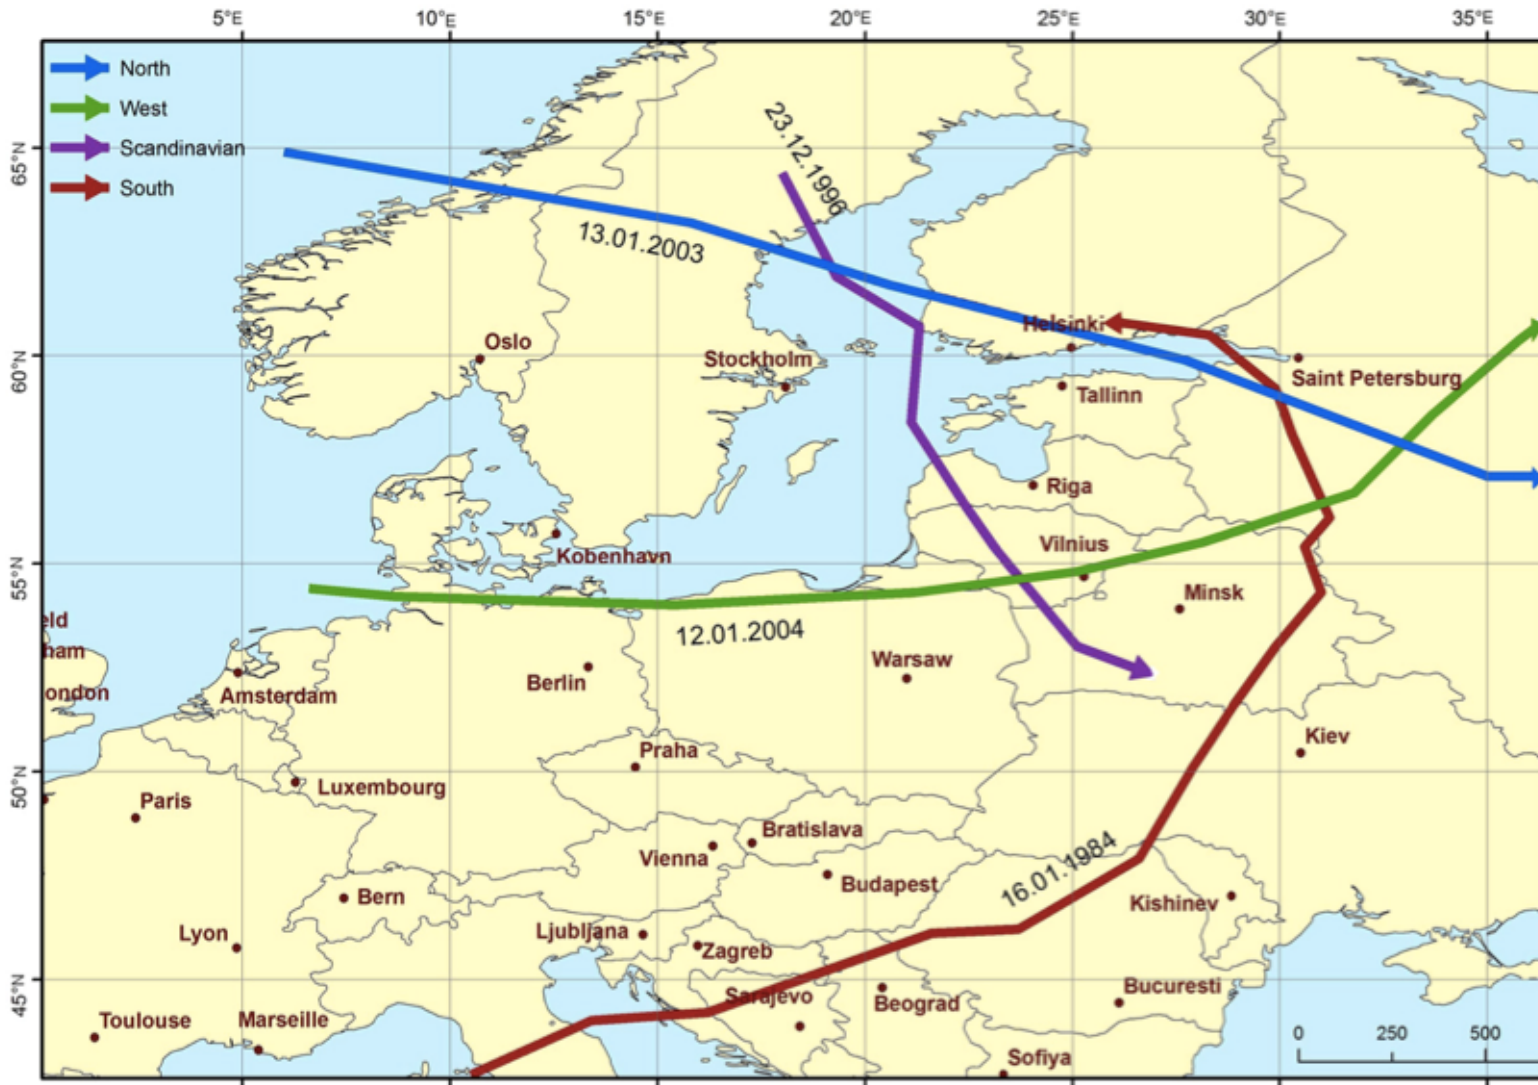 5°E 10°E 15°E 20°E 25°E 30°E 35°E
North
West
Scandinavian
South
65°N
60°N
55°N
50°N
45°N
23.12.1996
13.01.2003
Helsinki
Oslo
Stockholm
Saint Petersburg
Tallinn
Riga
Kobenhavn
Vilnius
Minsk
eld
ham
ondon
12.01.2004
Warsaw
Berlin
Amsterdam
Kiev
Praha
Luxembourg
Paris
Bratislava
Vienna
16.01.1984
Budapest
Bern
Kishinev
Lyon
Ljubljana
Zagreb
Sarajevo
Beograd
Bucuresti
Toulouse
Marseille
Sofiya
0 250 500